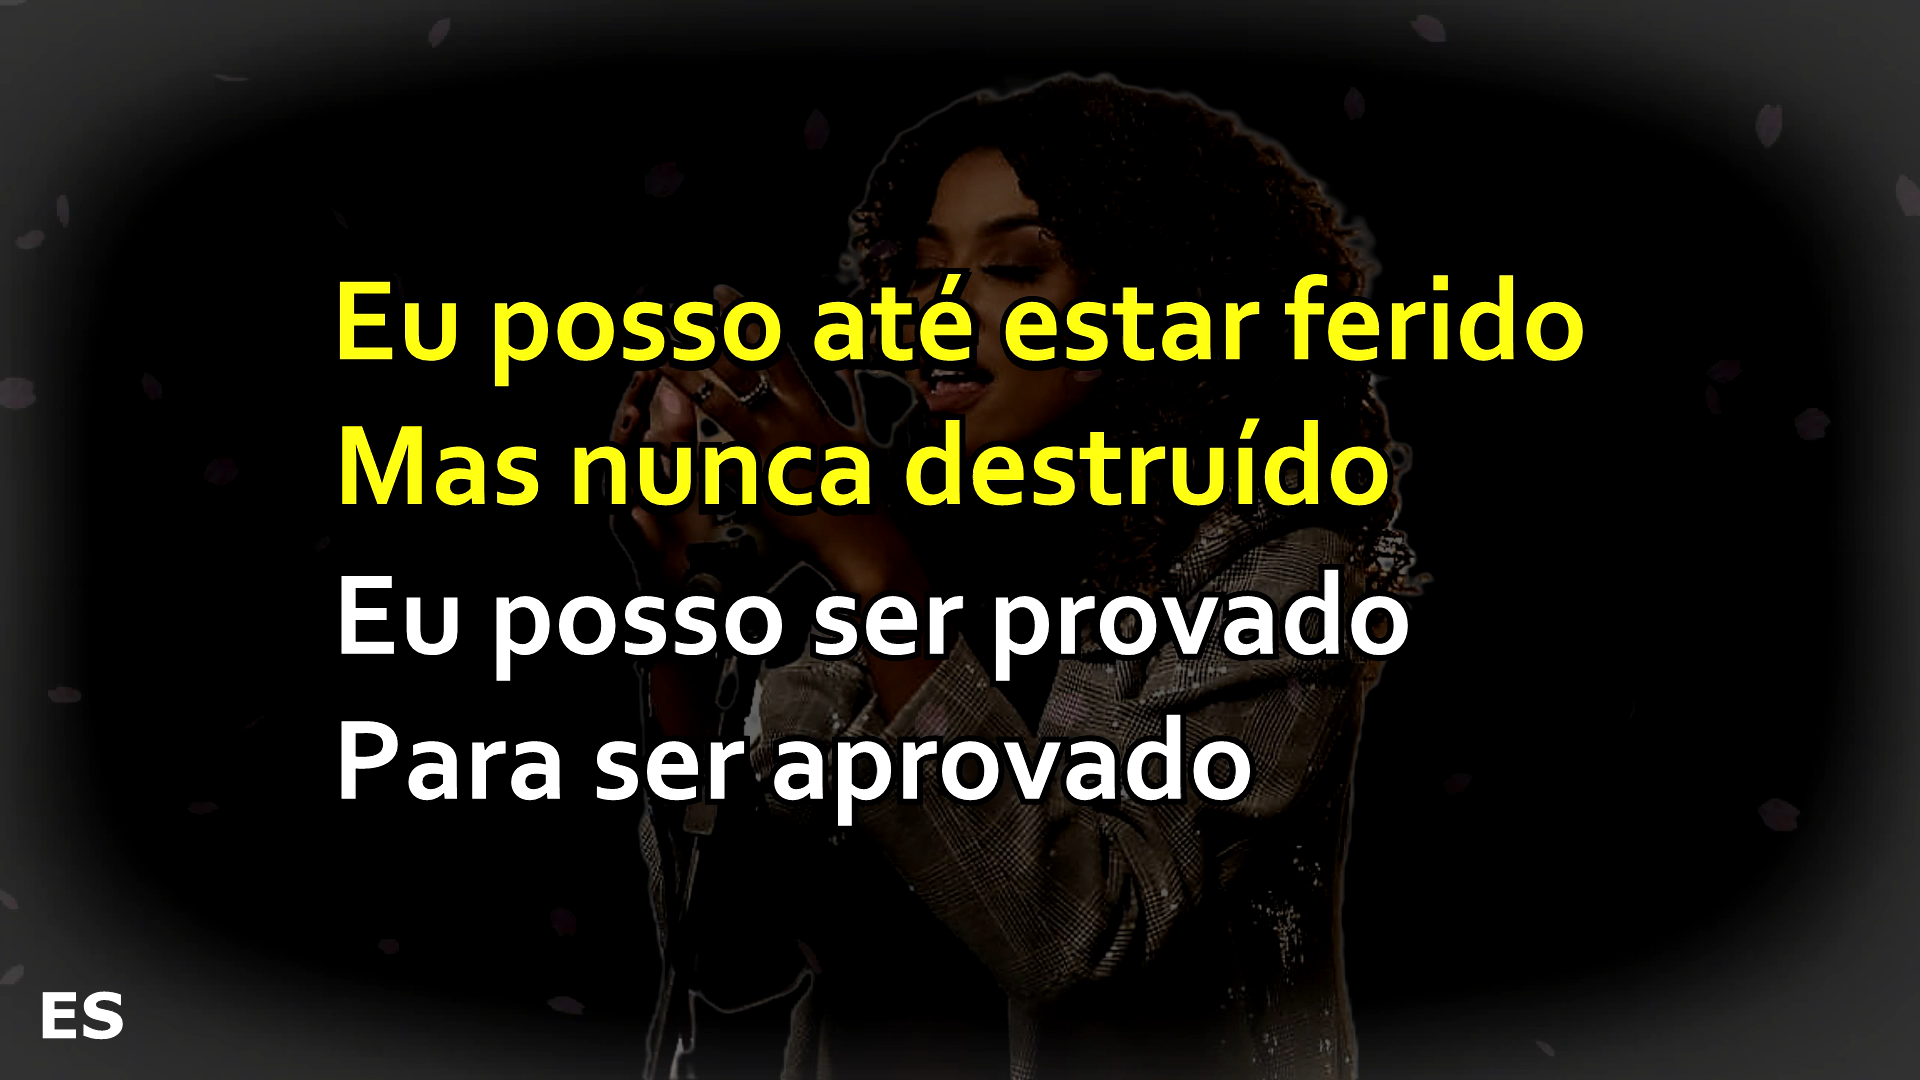 Eu posso até estar ferido
Mas nunca destruído
Eu posso ser provado
Para ser aprovado
ES